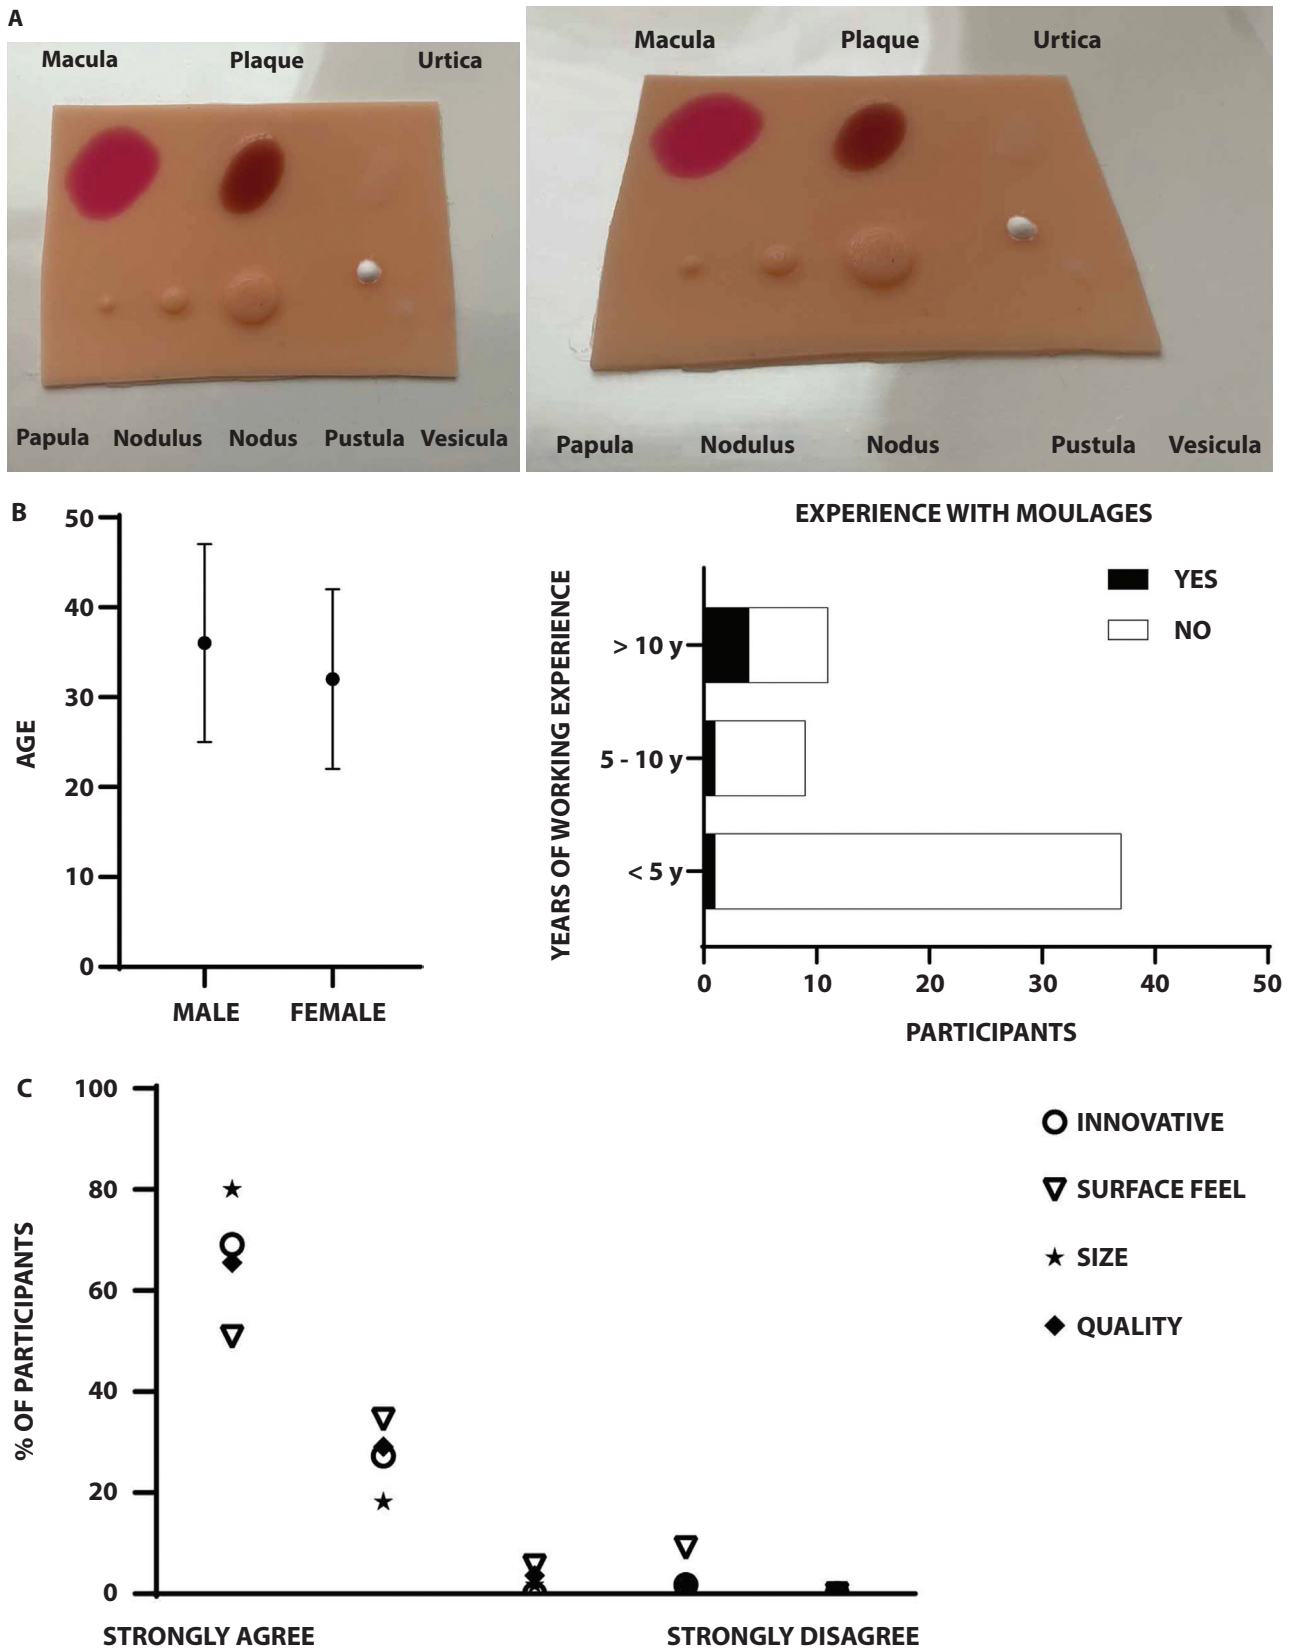 A
Macula Plaque Urtica
Papula Nodulus Nodus Pustula Vesicula
Macula Plaque Urtica
Papula Nodulus Nodus Pustula Vesicula
B
50
40
30
20
10
0
AGE
MALE FEMALE
EXPERIENCE WITH MOULAGES
YES
NO
YEARS OF WORKING EXPERIENCE
> 10 y
5 - 10 y
< 5 y
0 10 20 30 40 50
PARTICIPANTS
C
100
80
60
40
20
0
% OF PARTICIPANTS
STRONGLY AGREE STRONGLY DISAGREE
INNOVATIVE
SURFACE FEEL
SIZE
QUALITY